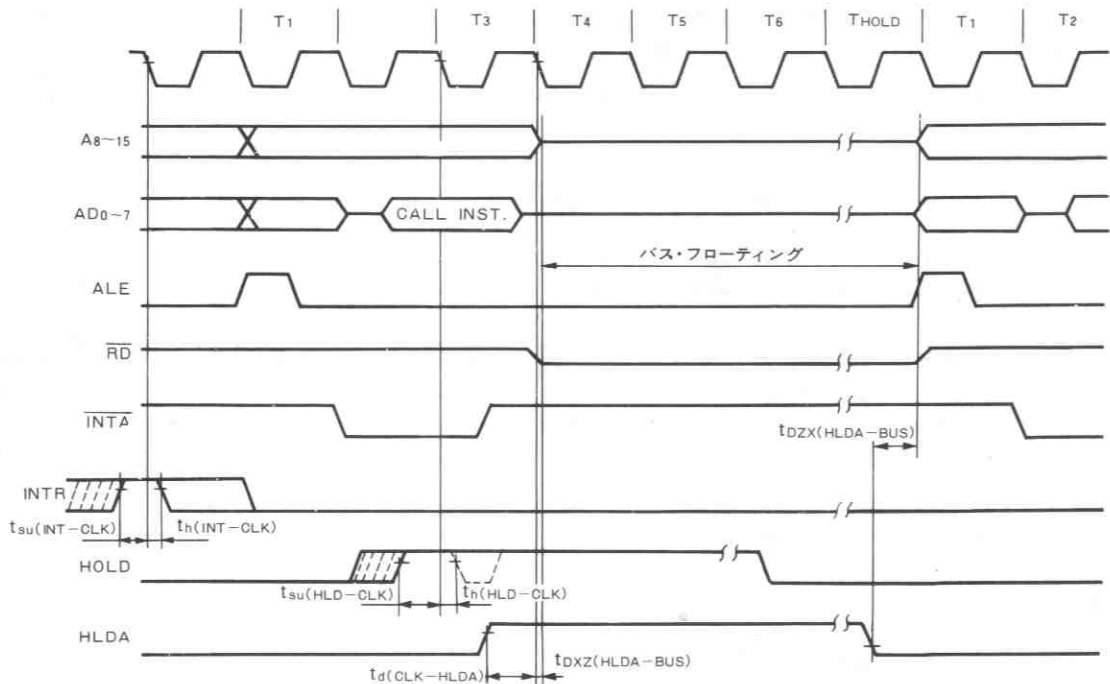 T1 T3 T4 T5 T6 THOLD T1 T2
A8~15
AD0~7
CALL INST.
バス・フローティング
ALE
RD
INTA
tDZX(HLDA-BUS)
INTR
tsu(INT-CLK) th(INT-CLK)
HOLD
tsu(HLD-CLK) th(HLD-CLK)
HLDA
td(CLK-HLDA) tDXZ(HLDA-BUS)